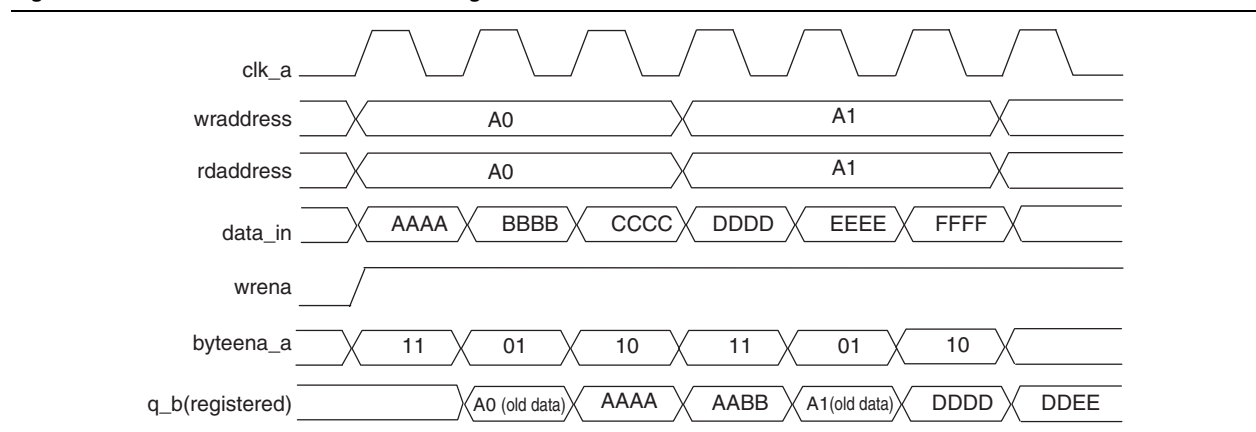 clk_a
wraddress A0 A1
rdaddress A0 A1
data_in AAAA BBBB CCCC DDDD EEEE FFFF
wrena
byteena_a 11 01 10 11 01 10
q_b(registered) A0 (old data) AAAA AABB A1(old data) DDDD DDEE